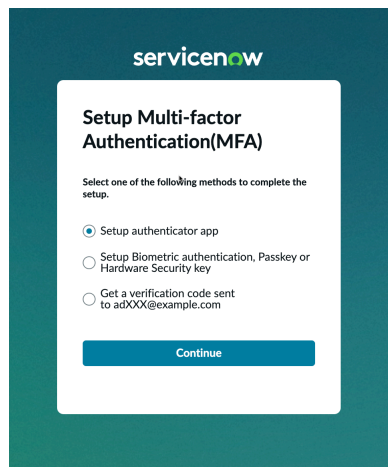 servicenow
Setup Multi-factor
Authentication(MFA)
Select one of the following methods to complete the
setup.
Setup authenticator app
Setup Biometric authentication, Passkey or
Hardware Security key
Get a verification code sent
to adXXX@example.com
Continue